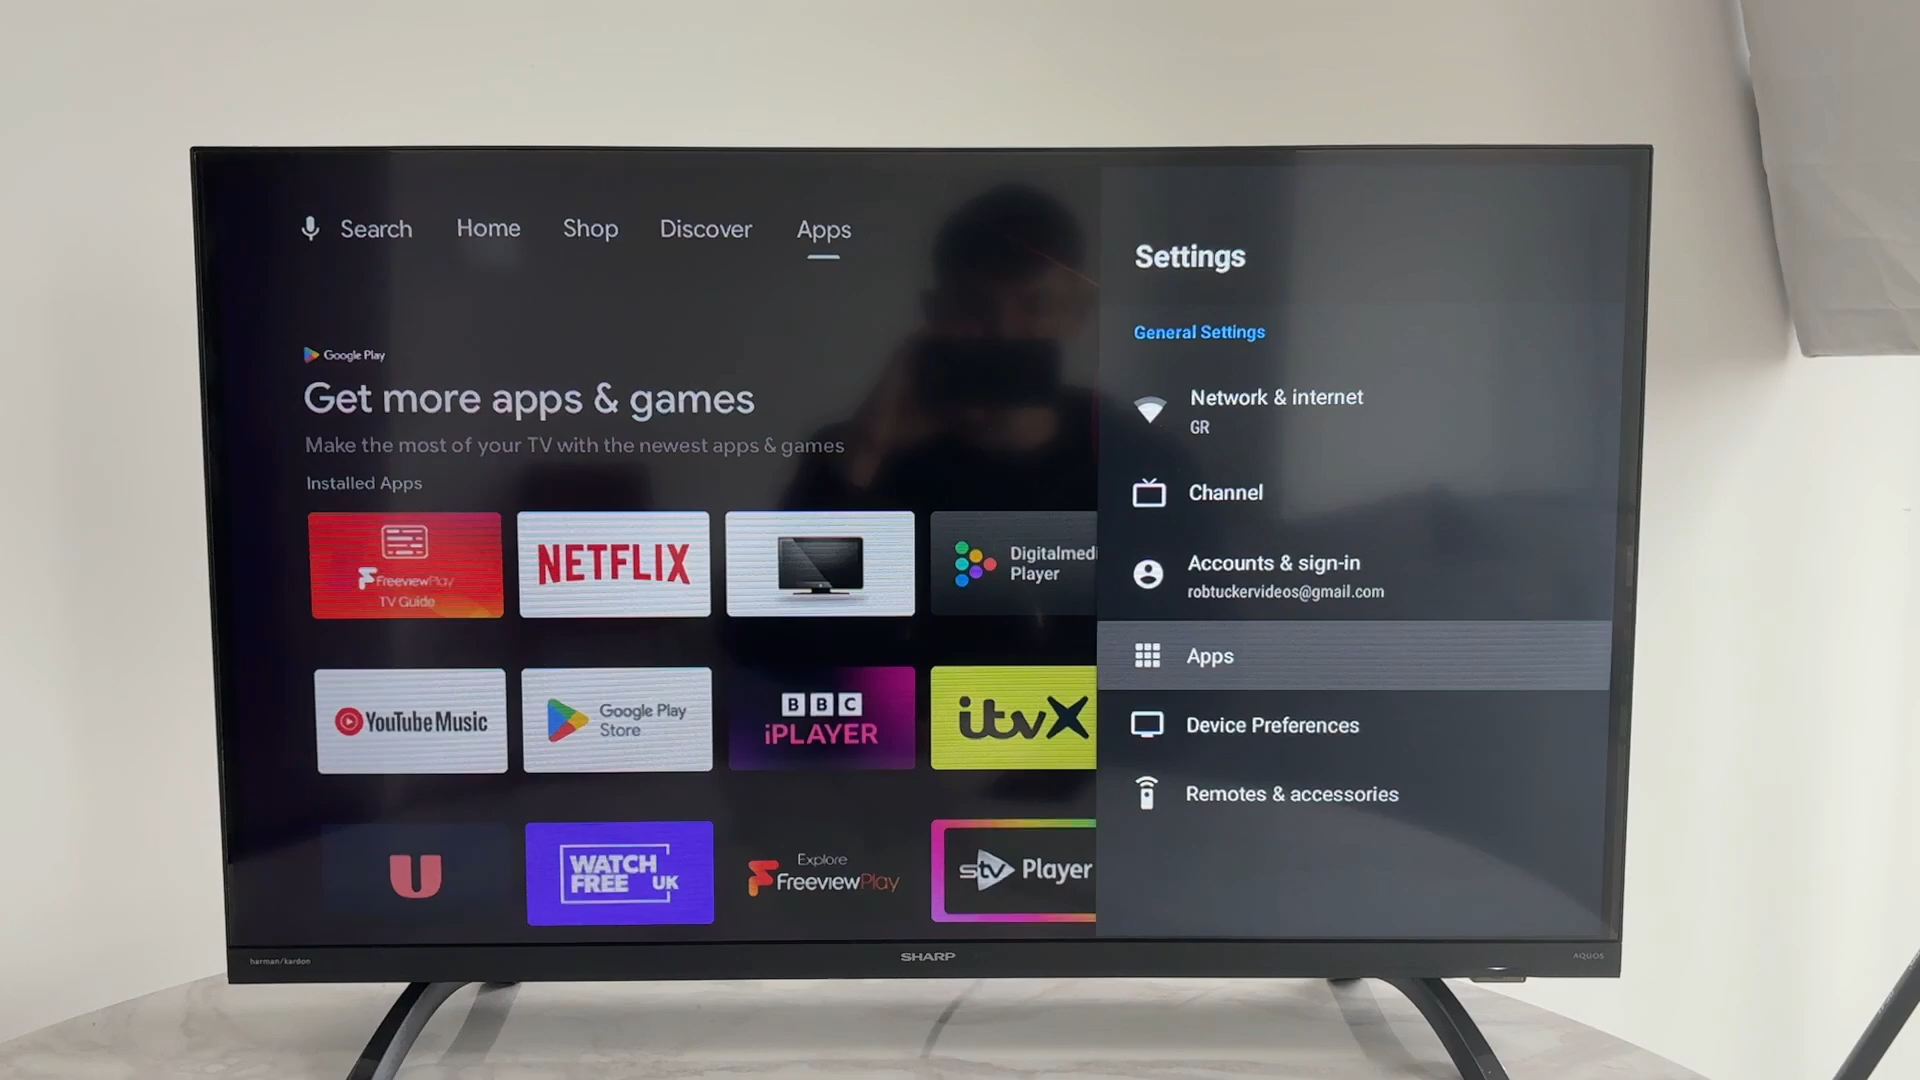 Search Home Shop Discover Apps
Google Play
Get more apps & games
Make the most of your TV with the newest apps & games
Installed Apps
FreeviewPlay
TV Guide
NETFLIX
Digitalmedi
Player
YouTube Music
Google Play
Store
BBC
iPLAYER
itvX
U
WATCH
FREE UK
Explore
FreeviewPlay
stv Player
Settings
General Settings
Network & internet
GR
Channel
Accounts & sign-in
robtuckervideos@gmail.com
Apps
Device Preferences
Remotes & accessories
harman/kardon
SHARP
AQUOS